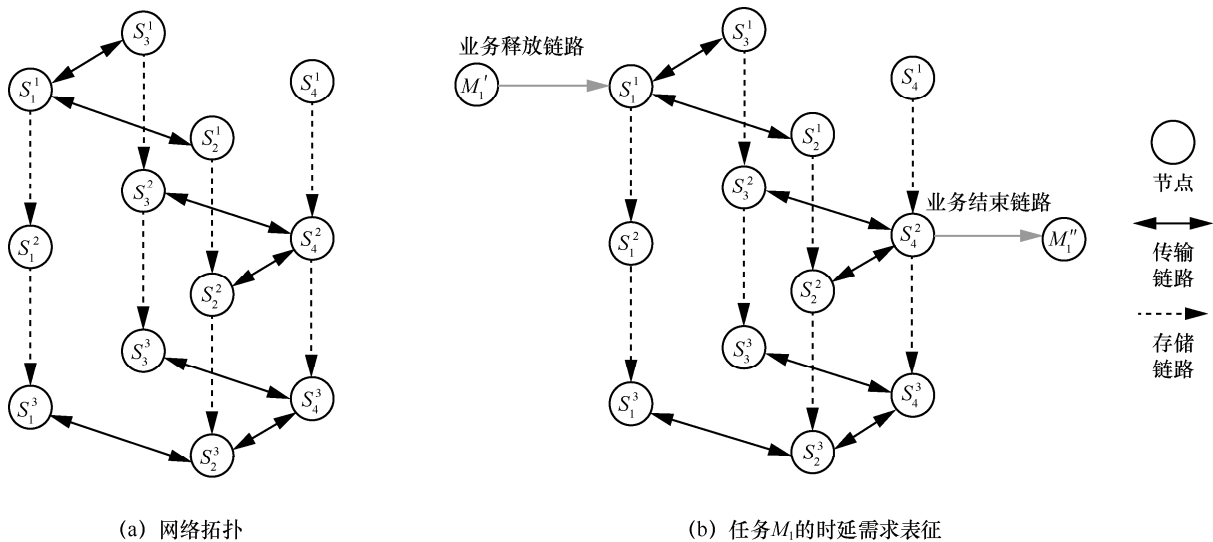 S₃¹
S₁¹
S₄¹
S₂¹
S₃²
S₁²
S₄²
S₂²
S₃³
S₁³
S₄³
S₂³
(a) 网络拓扑
业务释放链路
M₁′
S₃¹
S₁¹
S₄¹
S₂¹
S₃²
业务结束链路
S₁²
S₄²
M₁″
S₂²
S₃³
S₁³
S₄³
S₂³
(b) 任务M₁的时延需求表征
节点
传输
链路
存储
链路